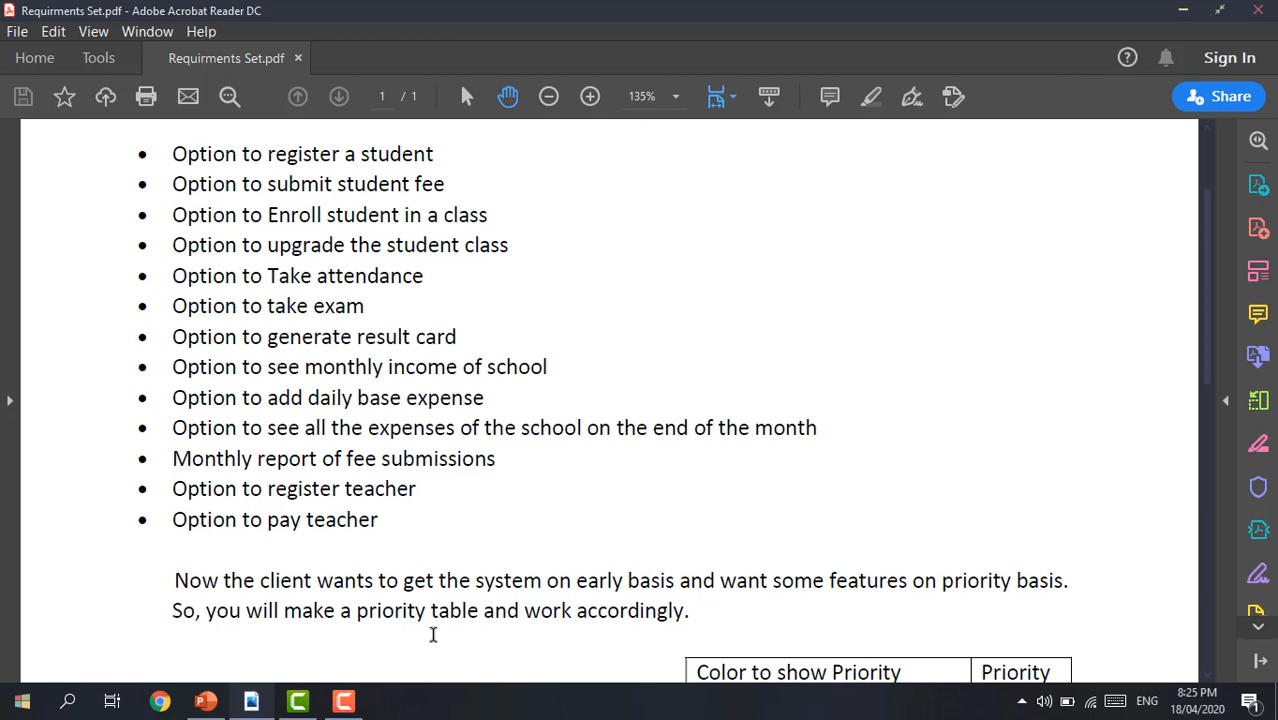 Requirments Set.pdf - Adobe Acrobat Reader DC
File Edit View Window Help
Home Tools Requirments Set.pdf × Sign In
1 / 1 135% Share
• Option to register a student
• Option to submit student fee
• Option to Enroll student in a class
• Option to upgrade the student class
• Option to Take attendance
• Option to take exam
• Option to generate result card
• Option to see monthly income of school
• Option to add daily base expense
• Option to see all the expenses of the school on the end of the month
• Monthly report of fee submissions
• Option to register teacher
• Option to pay teacher
Now the client wants to get the system on early basis and want some features on priority basis.
So, you will make a priority table and work accordingly.
Color to show Priority Priority
ENG 8:25 PM
18/04/2020